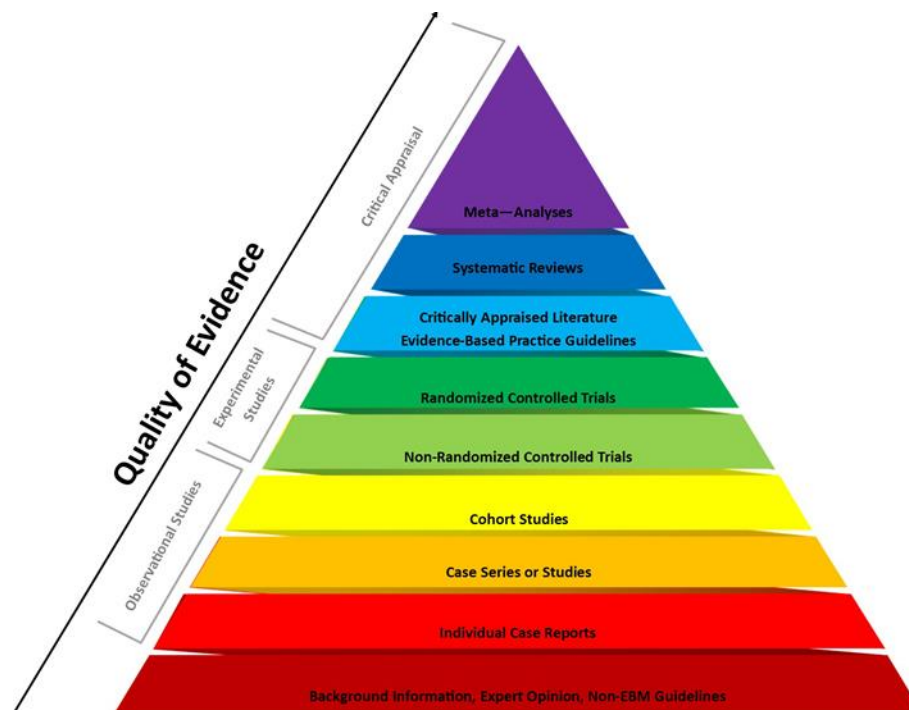 Quality of Evidence
Critical Appraisal
Experimental
Studies
Observational Studies
Meta—Analyses
Systematic Reviews
Critically Appraised Literature
Evidence-Based Practice Guidelines
Randomized Controlled Trials
Non-Randomized Controlled Trials
Cohort Studies
Case Series or Studies
Individual Case Reports
Background Information, Expert Opinion, Non-EBM Guidelines